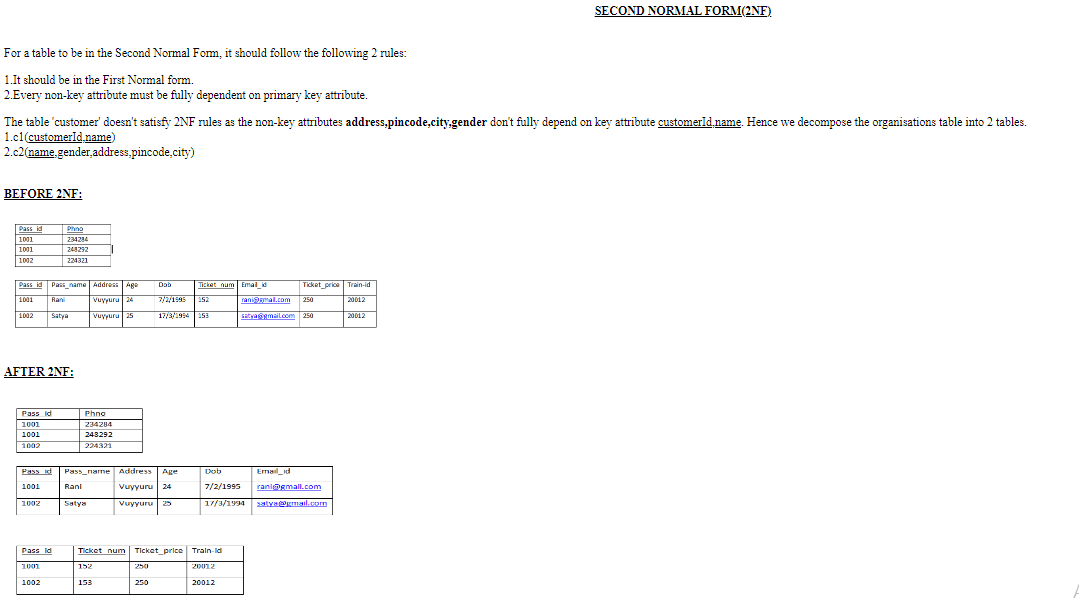 SECOND NORMAL FORM(2NF)
For a table to be in the Second Normal Form, it should follow the following 2 rules:
1.It should be in the First Normal form.
2.Every non-key attribute must be fully dependent on primary key attribute.
The table 'customer' doesn't satisfy 2NF rules as the non-key attributes address,pincode,city,gender don't fully depend on key attribute customerId,name. Hence we decompose the organisations table into 2 tables.
1.c1(customerId,name)
2.c2(name,gender,address,pincode,city)
BEFORE 2NF:
Pass_id Phno
1001 234284
1001 248292
1002 224321
Pass_id Pass_name Address Age Dob Ticket_num Email_id Ticket_price Train-id
1001 Rani Vuyyuru 24 7/2/1995 152 rani@gmail.com 250 20012
1002 Satya Vuyyuru 25 17/3/1994 153 satya@gmail.com 250 20012
AFTER 2NF:
Pass_id Phno
1001 234284
1001 248292
1002 224321
Pass_id Pass_name Address Age Dob Email_id
1001 Rani Vuyyuru 24 7/2/1995 rani@gmail.com
1002 Satya Vuyyuru 25 17/3/1994 satya@gmail.com
Pass_id Ticket_num Ticket_price Train-id
1001 152 250 20012
1002 153 250 20012